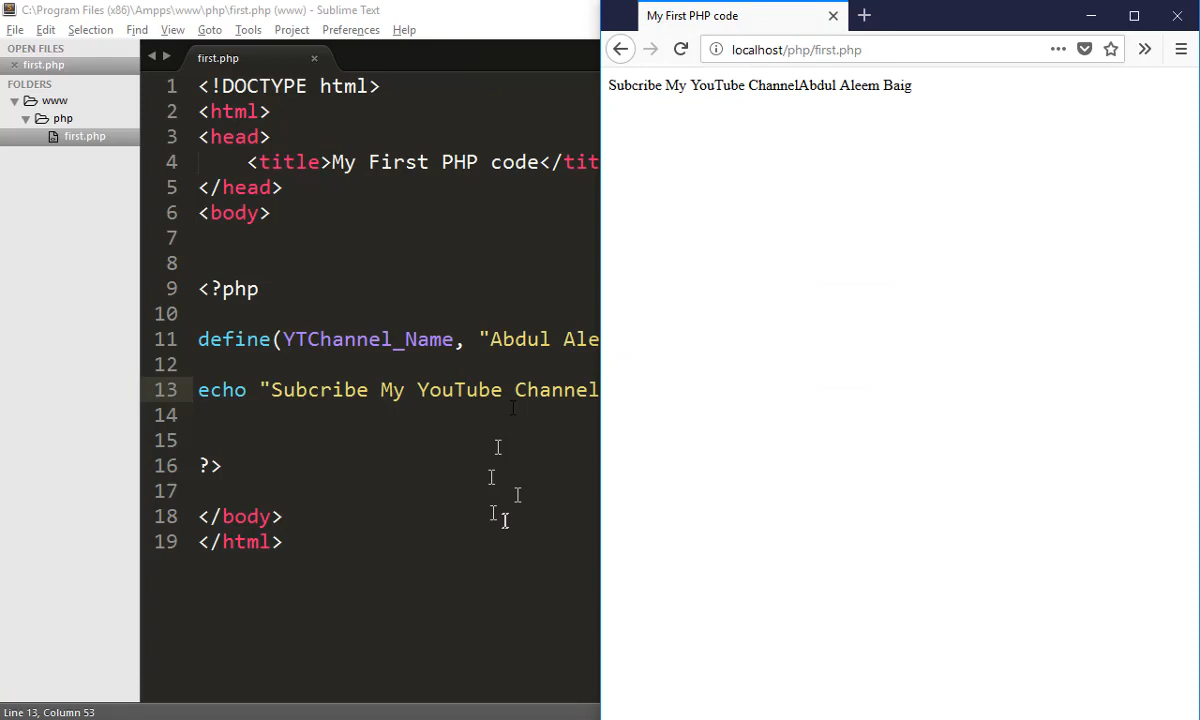 C:\Program Files (x86)\Ampps\www\php\first.php (www) - Sublime Text
File Edit Selection Find View Goto Tools Project Preferences Help
OPEN FILES
first.php
FOLDERS
www
php
first.php
first.php
1 <!DOCTYPE html>
2 <html>
3 <head>
4 <title>My First PHP code</tit
5 </head>
6 <body>
7
8
9 <?php
10
11 define(YTChannel_Name, "Abdul Ale
12
13 echo "Subcribe My YouTube Channel
14
15
16 ?>
17
18 </body>
19 </html>
Line 13, Column 53
My First PHP code
localhost/php/first.php
Subcribe My YouTube ChannelAbdul Aleem Baig